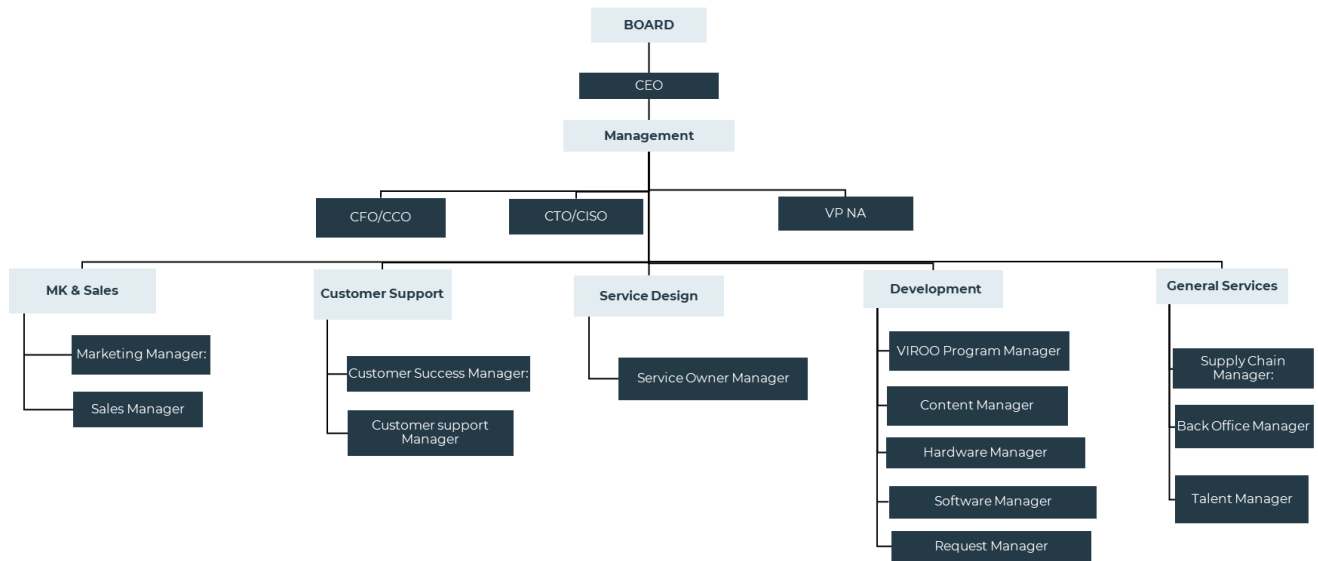 BOARD
CEO
Management
CFO/CCO
CTO/CISO
VP NA
MK & Sales
Customer Support
Service Design
Development
General Services
Marketing Manager:
Sales Manager
Customer Success Manager:
Customer support
Manager
Service Owner Manager
VIROO Program Manager
Content Manager
Hardware Manager
Software Manager
Request Manager
Supply Chain
Manager:
Back Office Manager
Talent Manager